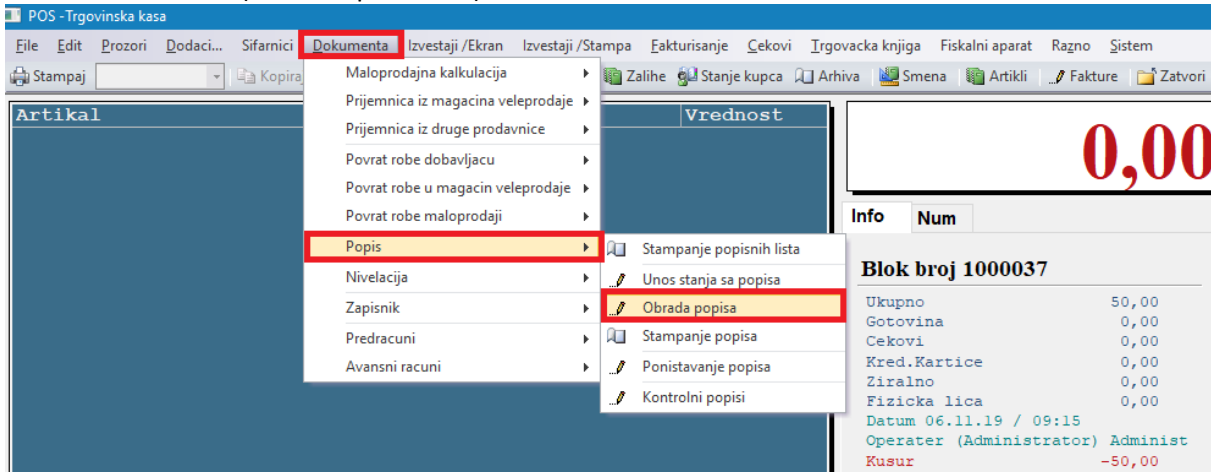 POS -Trgovinska kasa
File Edit Prozori Dodaci... Sifarnici Dokumenta Izvestaji /Ekran Izvestaji /Stampa Fakturisanje Cekovi Trgovacka knjiga Fiskalni aparat Razno Sistem
Stampaj Zalihe Stanje kupca Arhiva Smena Artikli Fakture Zatvori
Artikal Vrednost
0,00
Maloprodajna kalkulacija
Prijemnica iz magacina veleprodaje
Prijemnica iz druge prodavnice
Povrat robe dobavljacu
Povrat robe u magacin veleprodaje
Povrat robe maloprodaji
Popis
Nivelacija
Zapisnik
Predracuni
Avansni racuni
Stampanje popisnih lista
Unos stanja sa popisa
Obrada popisa
Stampanje popisa
Ponistavanje popisa
Kontrolni popisi
Info Num
Blok broj 1000037
Ukupno 50,00
Gotovina 0,00
Cekovi 0,00
Kred.Kartice 0,00
Ziralno 0,00
Fizicka lica 0,00
Datum 06.11.19 / 09:15
Operater (Administrator) Administ
Kusur -50,00